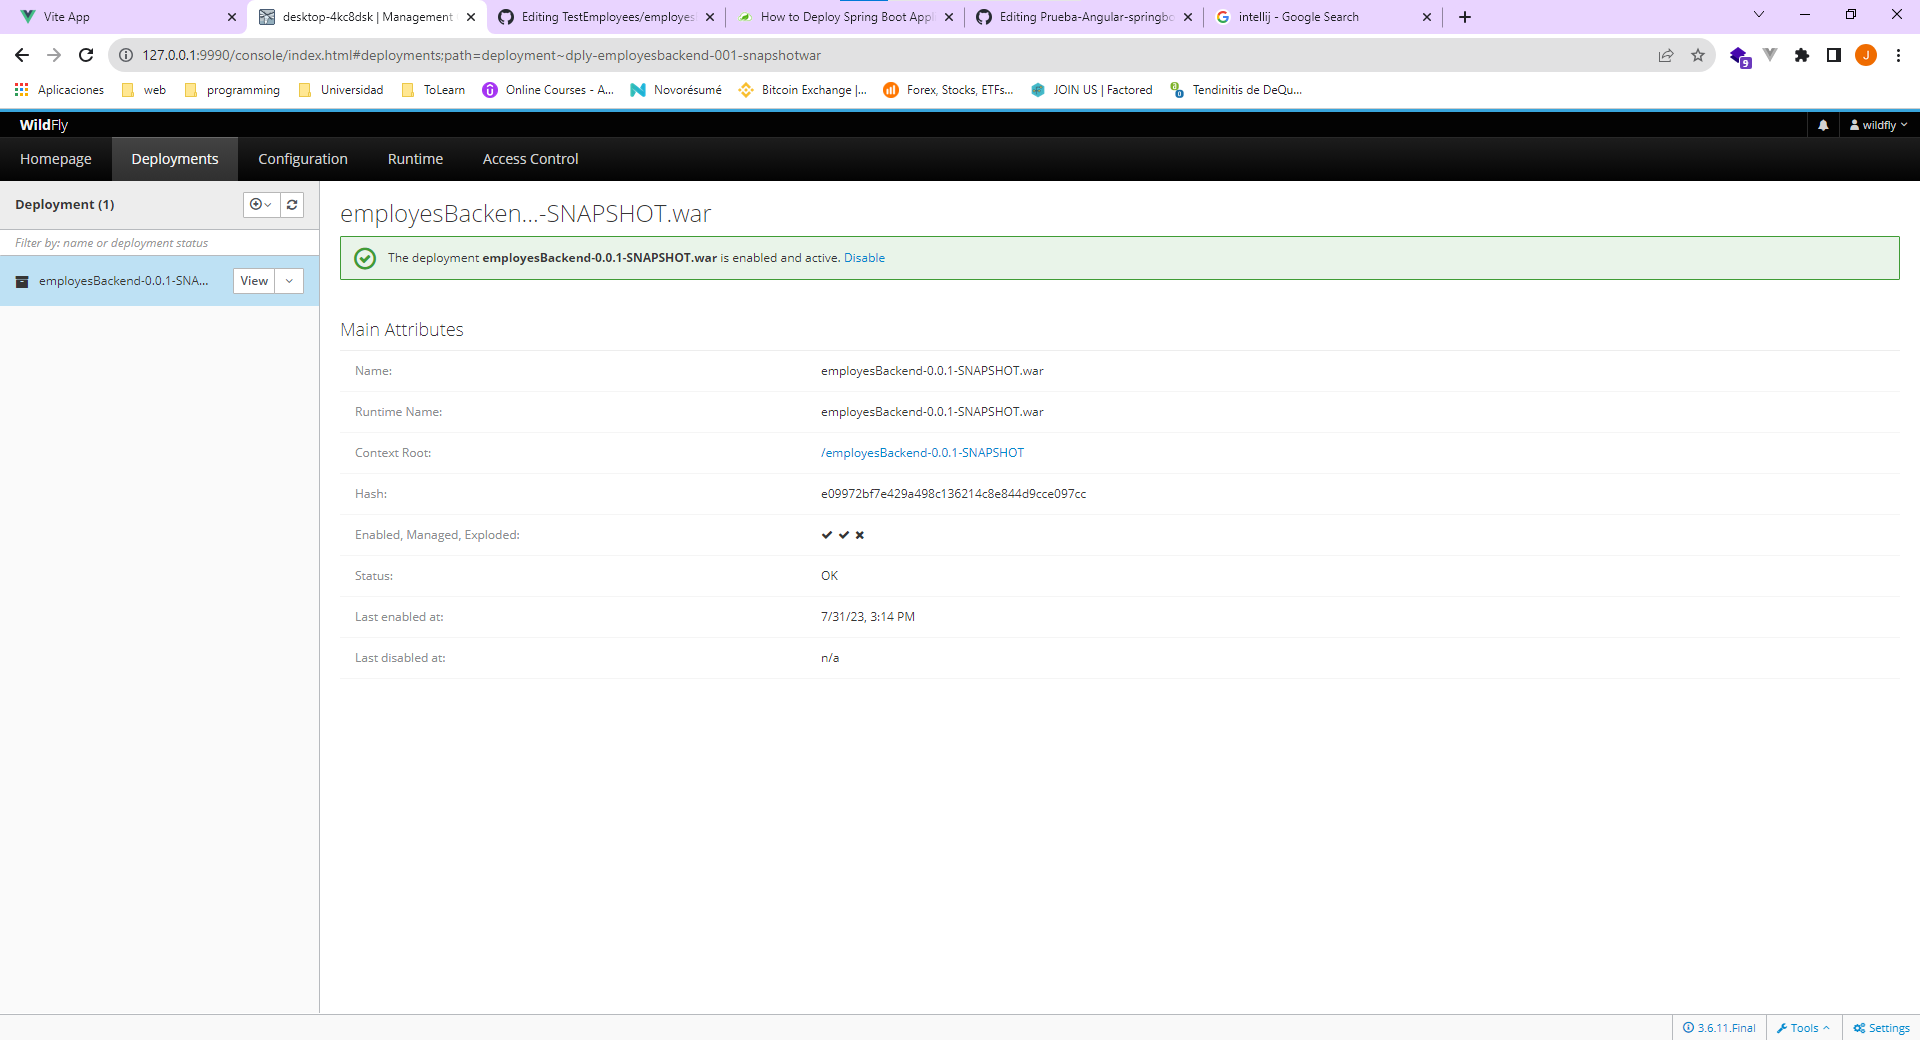 Vite App
desktop-4kc8dsk | Management
Editing TestEmployees/employes
How to Deploy Spring Boot Appl
Editing Prueba-Angular-springbo
intellij - Google Search
127.0.0.1:9990/console/index.html#deployments;path=deployment~dply-employesbackend-001-snapshotwar
9
J
Aplicaciones
web
programming
Universidad
ToLearn
Online Courses - A...
Novorésumé
Bitcoin Exchange |...
Forex, Stocks, ETFs...
JOIN US | Factored
Tendinitis de DeQu...
WildFly
wildfly
Homepage
Deployments
Configuration
Runtime
Access Control
Deployment (1)
Filter by: name or deployment status
employesBackend-0.0.1-SNA...
View
employesBacken...-SNAPSHOT.war
The deployment employesBackend-0.0.1-SNAPSHOT.war is enabled and active. Disable
Main Attributes
Name: employesBackend-0.0.1-SNAPSHOT.war
Runtime Name: employesBackend-0.0.1-SNAPSHOT.war
Context Root: /employesBackend-0.0.1-SNAPSHOT
Hash: e09972bf7e429a498c136214c8e844d9cce097cc
Enabled, Managed, Exploded:
Status: OK
Last enabled at: 7/31/23, 3:14 PM
Last disabled at: n/a
3.6.11.Final
Tools
Settings